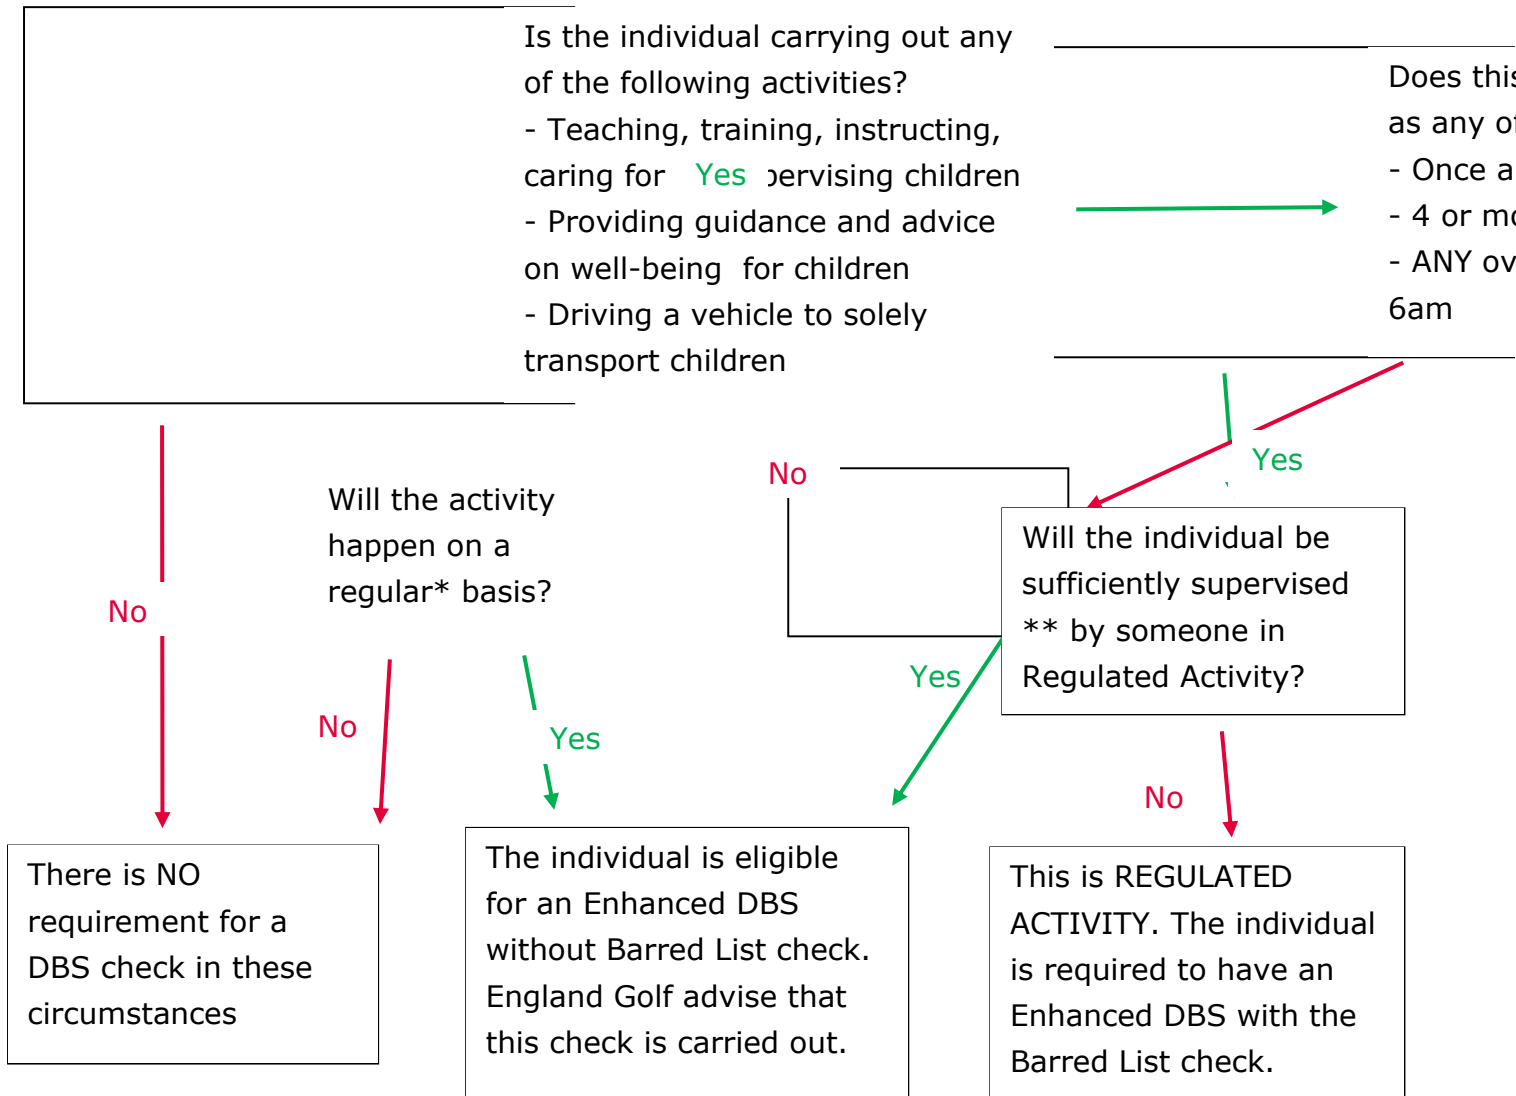 Is the individual carrying out any
of the following activities?
- Teaching, training, instructing,
caring for Yes pervising children
- Providing guidance and advice
on well-being for children
- Driving a vehicle to solely
transport children
Does this
as any of
- Once a
- 4 or mo
- ANY ov
6am
No
Yes
Will the activity
happen on a
regular* basis?
No
Will the individual be
sufficiently supervised
** by someone in
Regulated Activity?
Yes
No
Yes
No
There is NO
requirement for a
DBS check in these
circumstances
The individual is eligible
for an Enhanced DBS
without Barred List check.
England Golf advise that
this check is carried out.
This is REGULATED
ACTIVITY. The individual
is required to have an
Enhanced DBS with the
Barred List check.